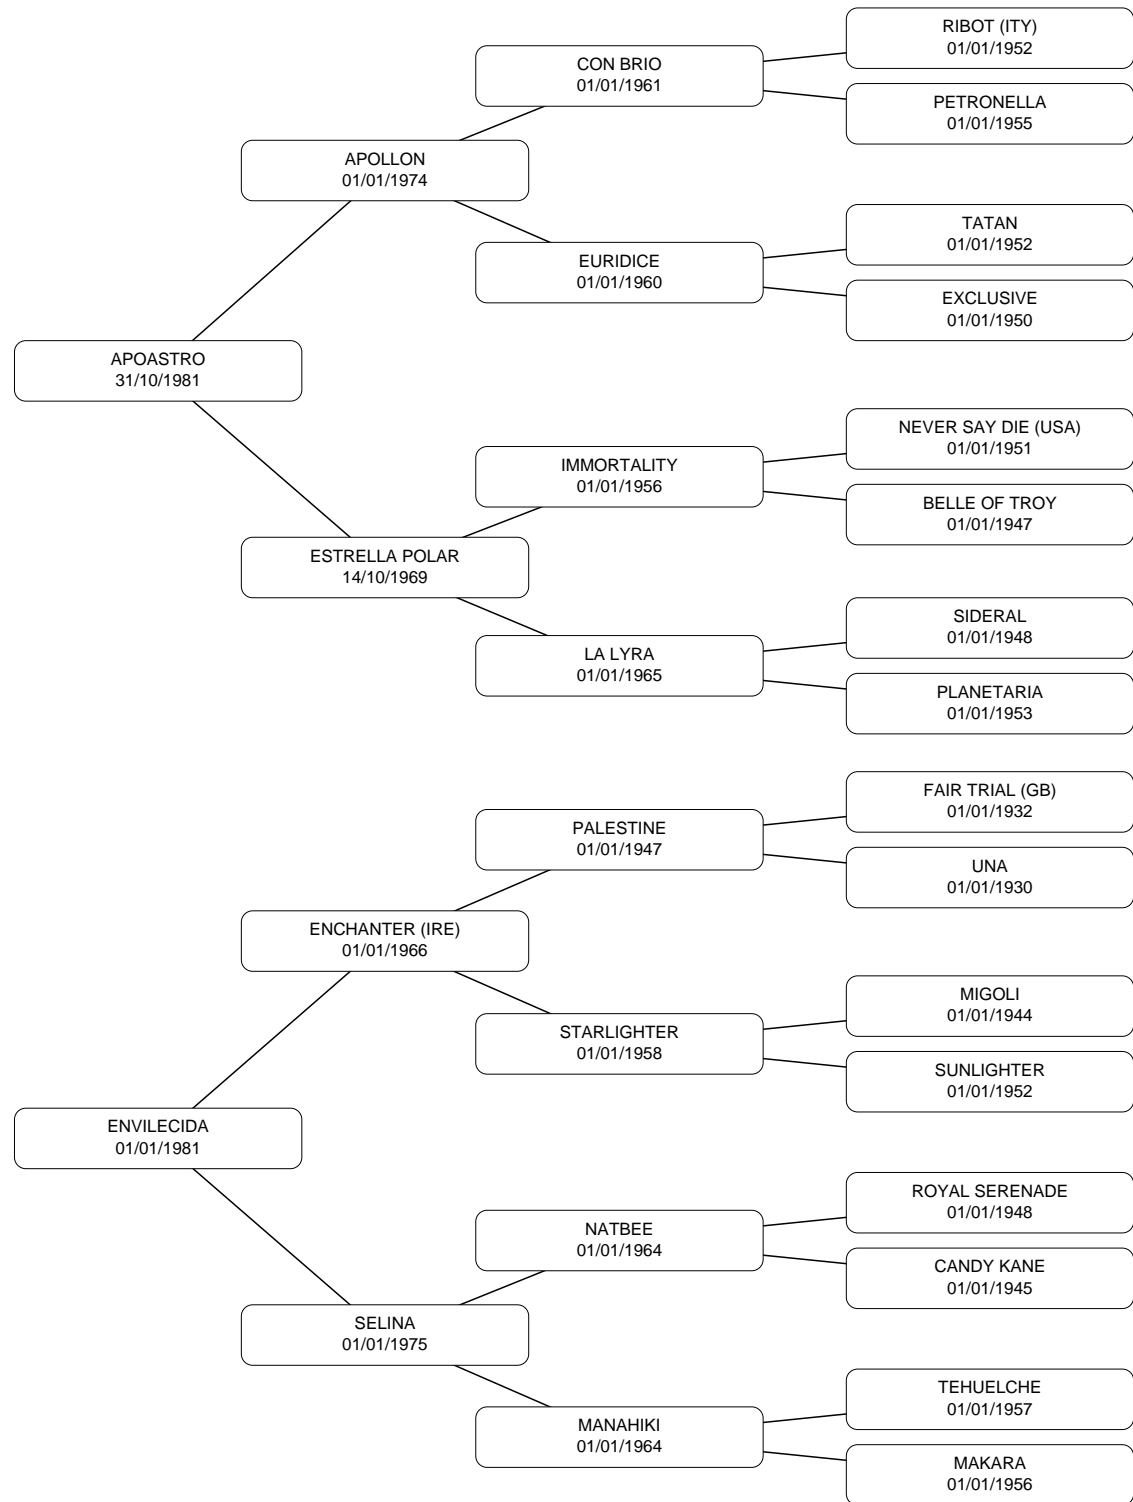 RIBOT (ITY)
01/01/1952
CON BRIO
01/01/1961
PETRONELLA
01/01/1955
APOLLON
01/01/1974
TATAN
01/01/1952
EURIDICE
01/01/1960
EXCLUSIVE
01/01/1950
APOASTRO
31/10/1981
NEVER SAY DIE (USA)
01/01/1951
IMMORTALITY
01/01/1956
BELLE OF TROY
01/01/1947
ESTRELLA POLAR
14/10/1969
SIDERAL
01/01/1948
LA LYRA
01/01/1965
PLANETARIA
01/01/1953
FAIR TRIAL (GB)
01/01/1932
PALESTINE
01/01/1947
UNA
01/01/1930
ENCHANTER (IRE)
01/01/1966
MIGOLI
01/01/1944
STARLIGHTER
01/01/1958
SUNLIGHTER
01/01/1952
ENVILECIDA
01/01/1981
ROYAL SERENADE
01/01/1948
NATBEE
01/01/1964
CANDY KANE
01/01/1945
SELINA
01/01/1975
TEHUELCHE
01/01/1957
MANAHIKI
01/01/1964
MAKARA
01/01/1956